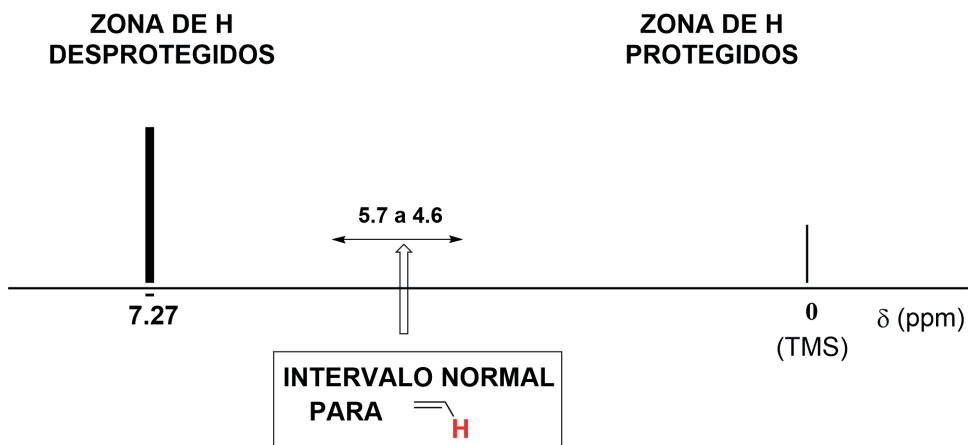 ZONA DE H
DESPROTEGIDOS
ZONA DE H
PROTEGIDOS
5.7 a 4.6
7.27
0
(TMS)
δ (ppm)
INTERVALO NORMAL
PARA
H